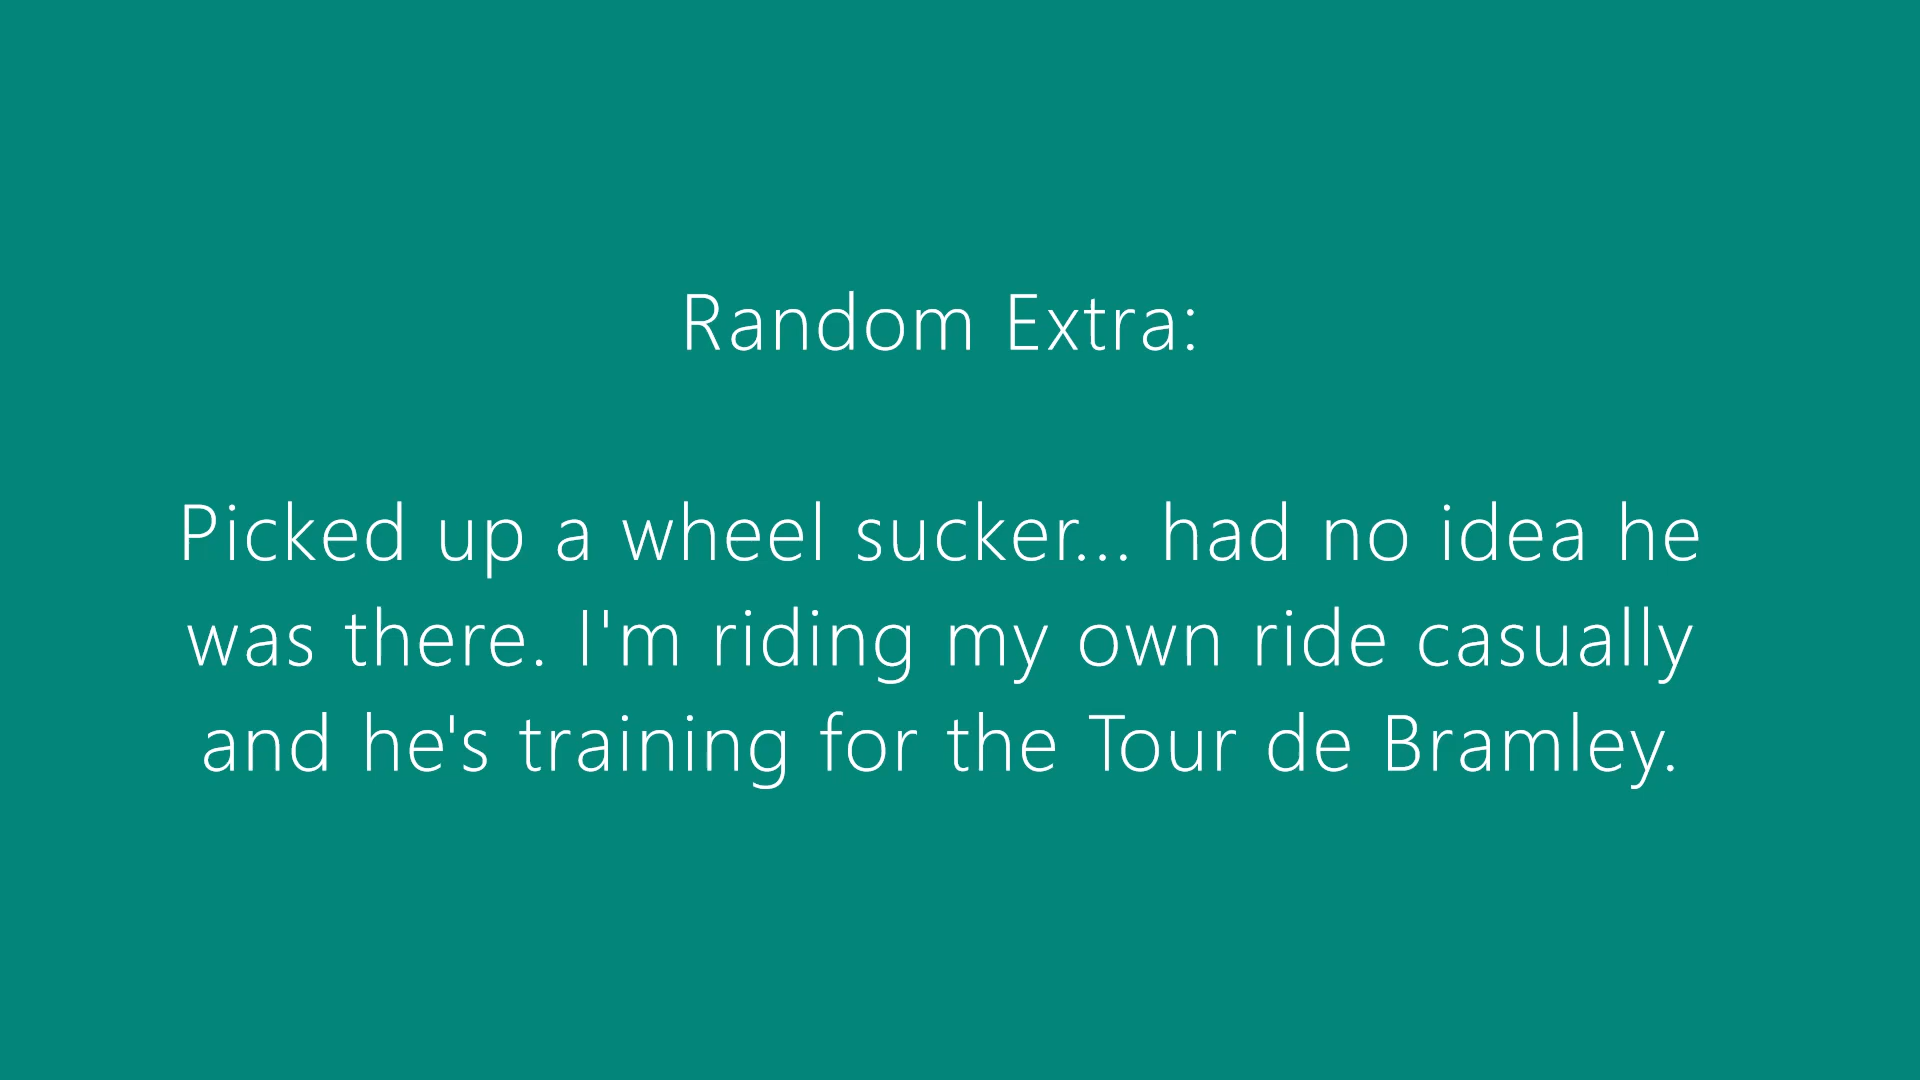 Random Extra:
Picked up a wheel sucker... had no idea he
was there. I'm riding my own ride casually
and he's training for the Tour de Bramley.